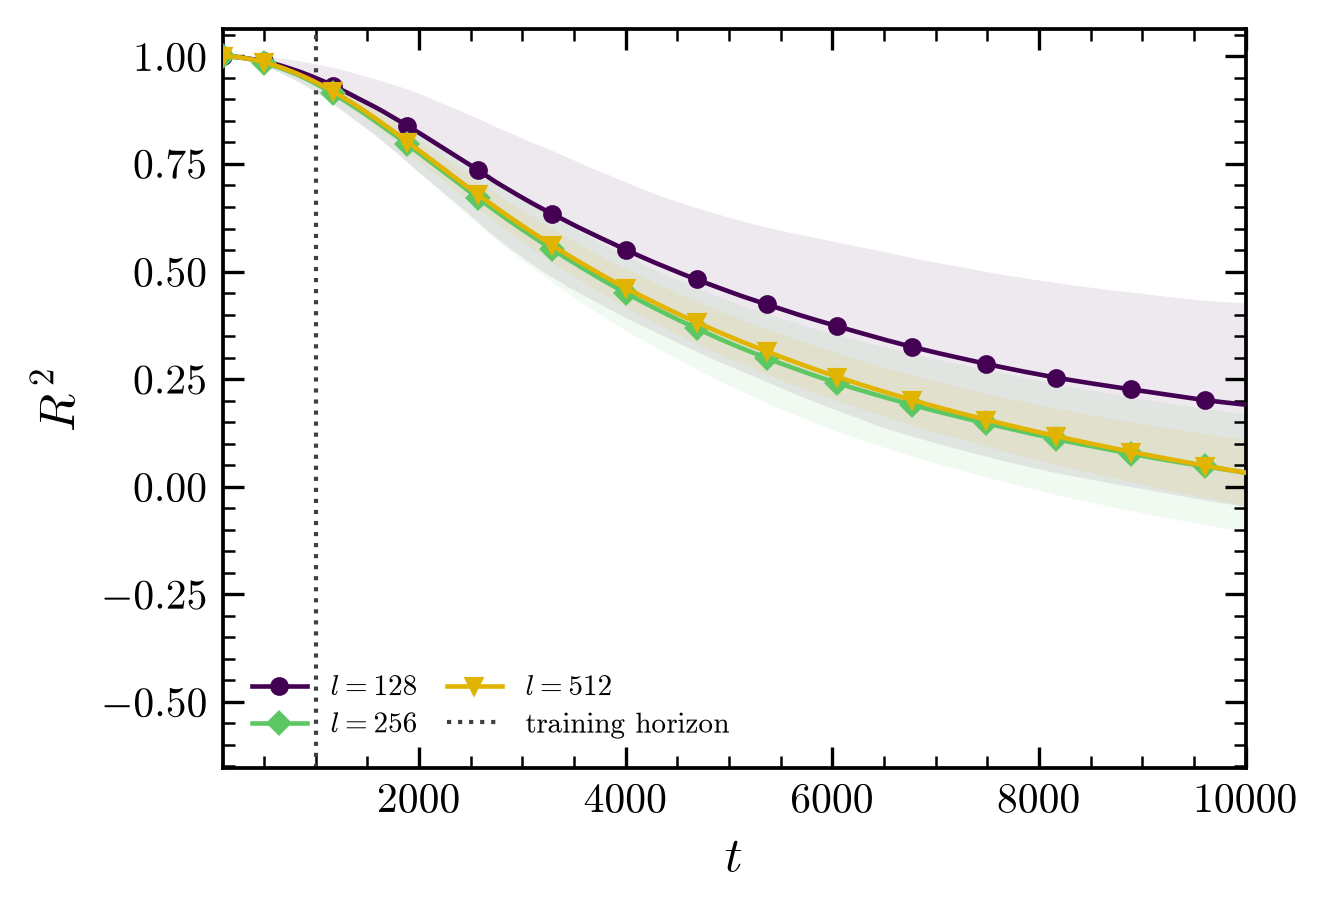 1.00
0.75
0.50
0.25
0.00
−0.25
−0.50
R²
l = 128
l = 512
l = 256
training horizon
2000 4000 6000 8000 10000
t